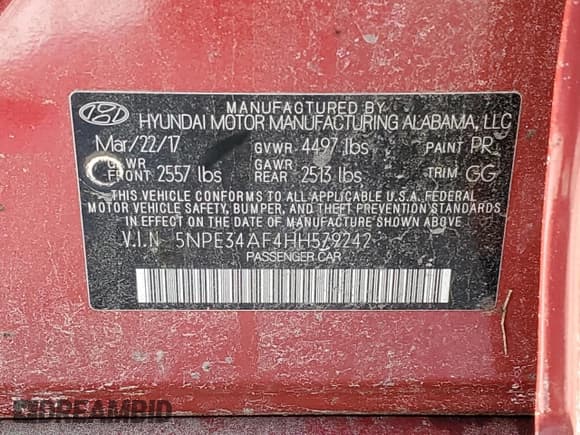 MANUFACTURED BY
HYUNDAI MOTOR MANUFACTURING ALABAMA, LLC
Mar/22/17 GVWR 4497 lbs PAINT PR
GAWR FRONT 2557 lbs GAWR REAR 2513 lbs TRIM GG
THIS VEHICLE CONFORMS TO ALL APPLICABLE U.S.A. FEDERAL
MOTOR VEHICLE SAFETY, BUMPER, AND THEFT PREVENTION
STANDARDS IN EFFECT ON THE DATE OF MANUFACTURE SHOWN ABOVE.
V.I.N 5NPE34AF4HH579242
PASSENGER CAR
DREAMBID